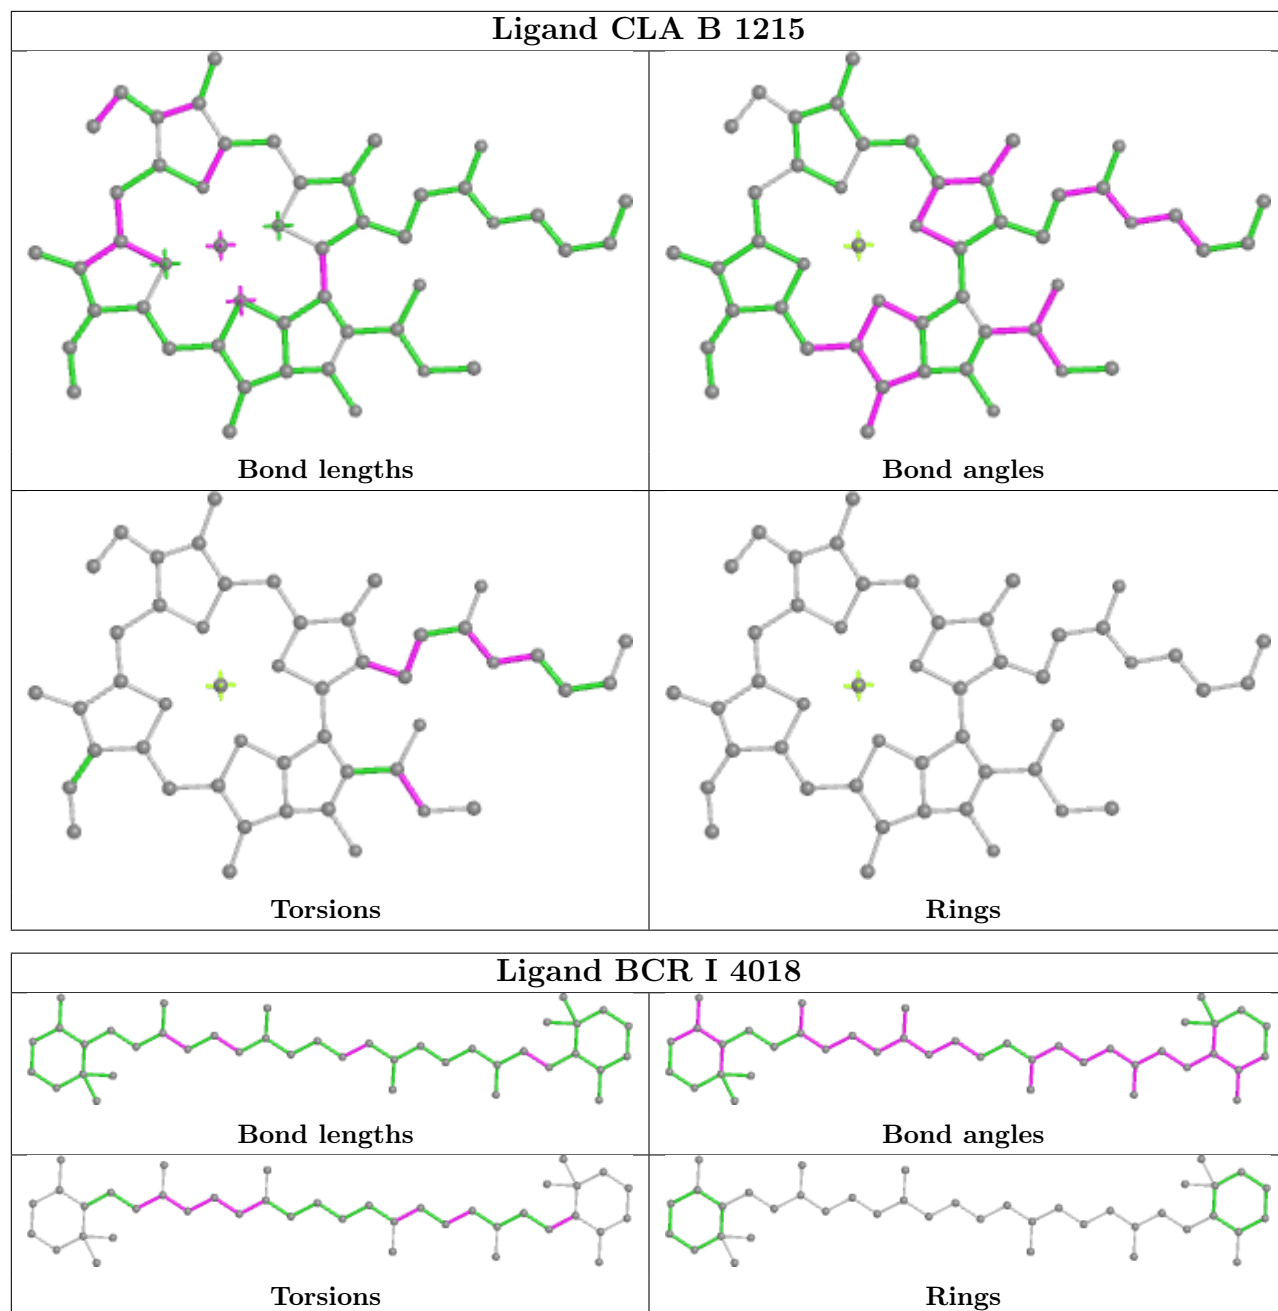 Ligand CLA B 1215
Bond lengths
Bond angles
Torsions
Rings
Ligand BCR I 4018
Bond lengths
Bond angles
Torsions
Rings